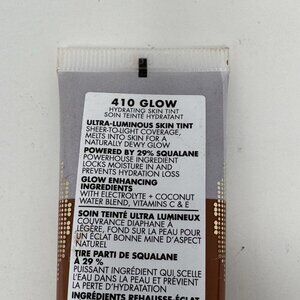 410 GLOW
HYDRATING SKIN TINT
SOIN TEINTÉ HYDRATANT
ULTRA-LUMINOUS SKIN TINT
SHEER-TO-LIGHT COVERAGE,
MELTS INTO SKIN FOR A
NATURALLY DEWY GLOW
POWERED BY 29% SQUALANE
POWERHOUSE INGREDIENT
LOCKS MOISTURE IN AND
PREVENTS HYDRATION LOSS
GLOW ENHANCING
INGREDIENTS
WITH ELECTROLYTE + COCONUT
WATER BLEND, VITAMINS C & E
SOIN TEINTÉ ULTRA LUMINEUX
COUVRANCE DIAPHANE À
LÉGÈRE, FOND SUR LA PEAU POUR
UN ÉCLAT BONNE MINE D'ASPECT
NATUREL
TIRE PARTI DE SQUALANE
À 29 %
PUISSANT INGRÉDIENT QUI SCELLE
L'EAU DANS LA PEAU ET PRÉVIENT
LA PERTE D'HYDRATATION
INGRÉDIENTS REHAUSSE-ÉCLAT